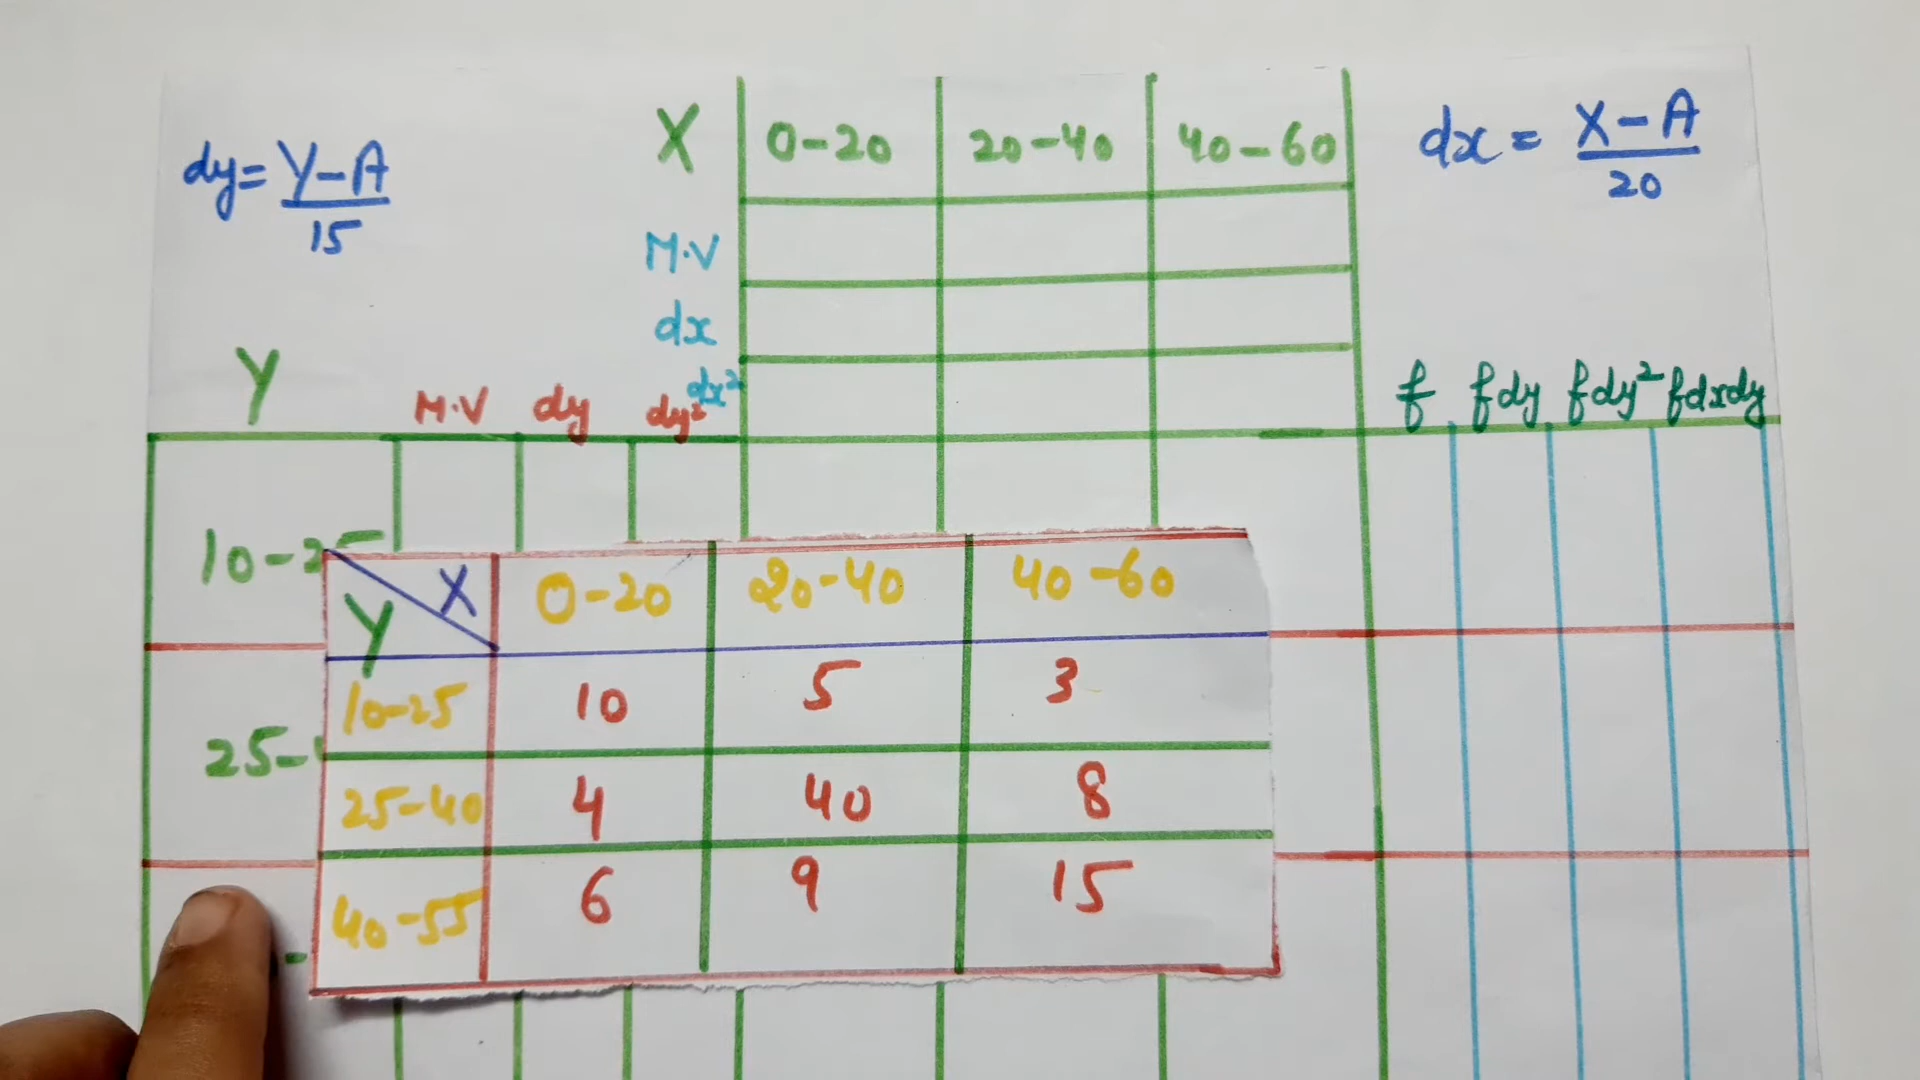 X 0-20 20-40 40-60
dy= Y-A
15
dx = X-A
20
M.V
dx
dx²
Y M.V dy dy² f fdy fdy² fdxdy
10-25
25-
-
X
Y
0-20 20-40 40-60
10-25 10 5 3
25-40 4 40 8
40-55 6 9 15